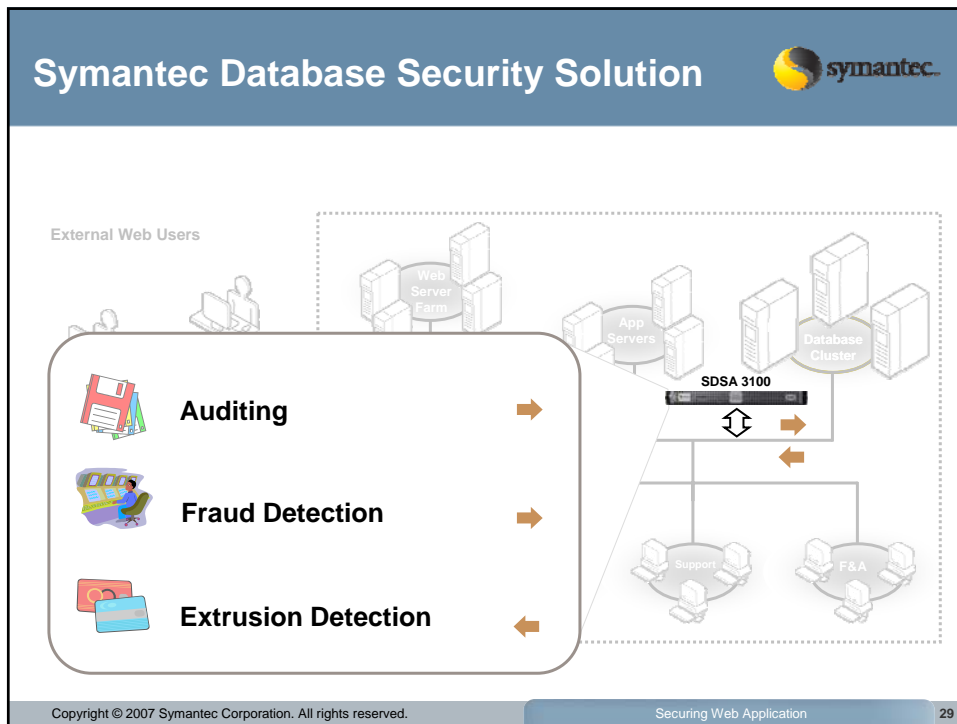 Symantec Database Security Solution
symantec.
External Web Users
Web
Server
Farm
App
Servers
Database
Cluster
SDSA 3100
Auditing
Fraud Detection
Extrusion Detection
Support
F&A
Copyright © 2007 Symantec Corporation. All rights reserved.
Securing Web Application
29